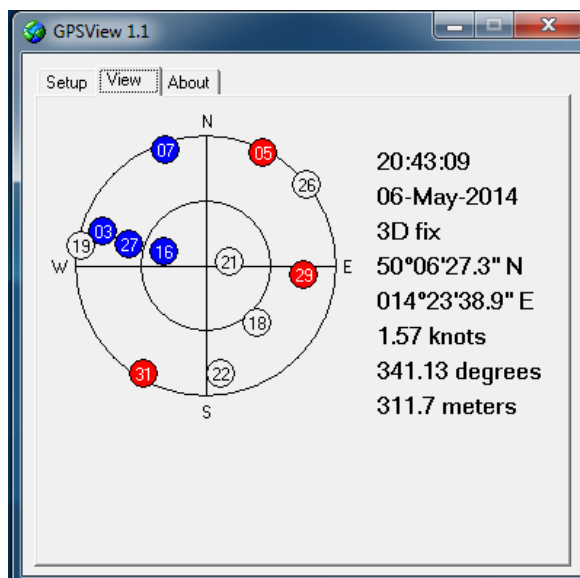 GPSView 1.1
Setup View About
N
07 05
26
03
19 27 16 21
W E
29
18
31 22
S
20:43:09
06-May-2014
3D fix
50°06'27.3" N
014°23'38.9" E
1.57 knots
341.13 degrees
311.7 meters